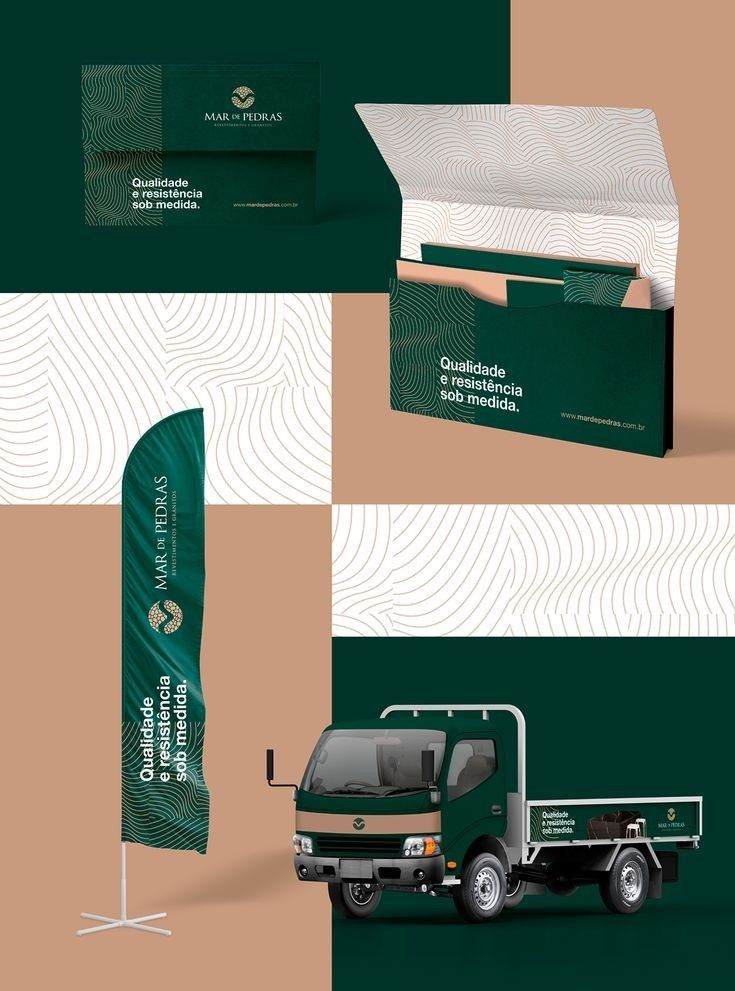 MAR DE PEDRAS
REVESTIMENTOS E GRANITOS
Qualidade
e resistência
sob medida.
www.mardepedras.com.br
Qualidade
e resistência
sob medida.
www.mardepedras.com.br
MAR DE PEDRAS
REVESTIMENTOS E GRANITOS
Qualidade
e resistência
sob medida.
Qualidade
e resistência
sob medida.
MAR DE PEDRAS